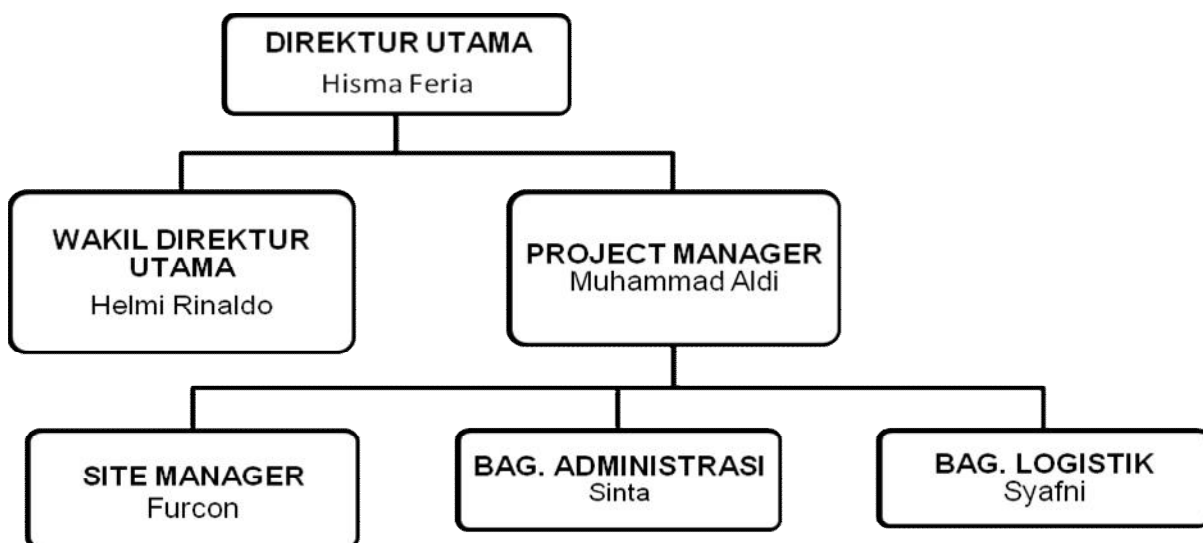 DIREKTUR UTAMA
Hisma Feria
WAKIL DIREKTUR
UTAMA
Helmi Rinaldo
PROJECT MANAGER
Muhammad Aldi
SITE MANAGER
Furcon
BAG. ADMINISTRASI
Sinta
BAG. LOGISTIK
Syafni